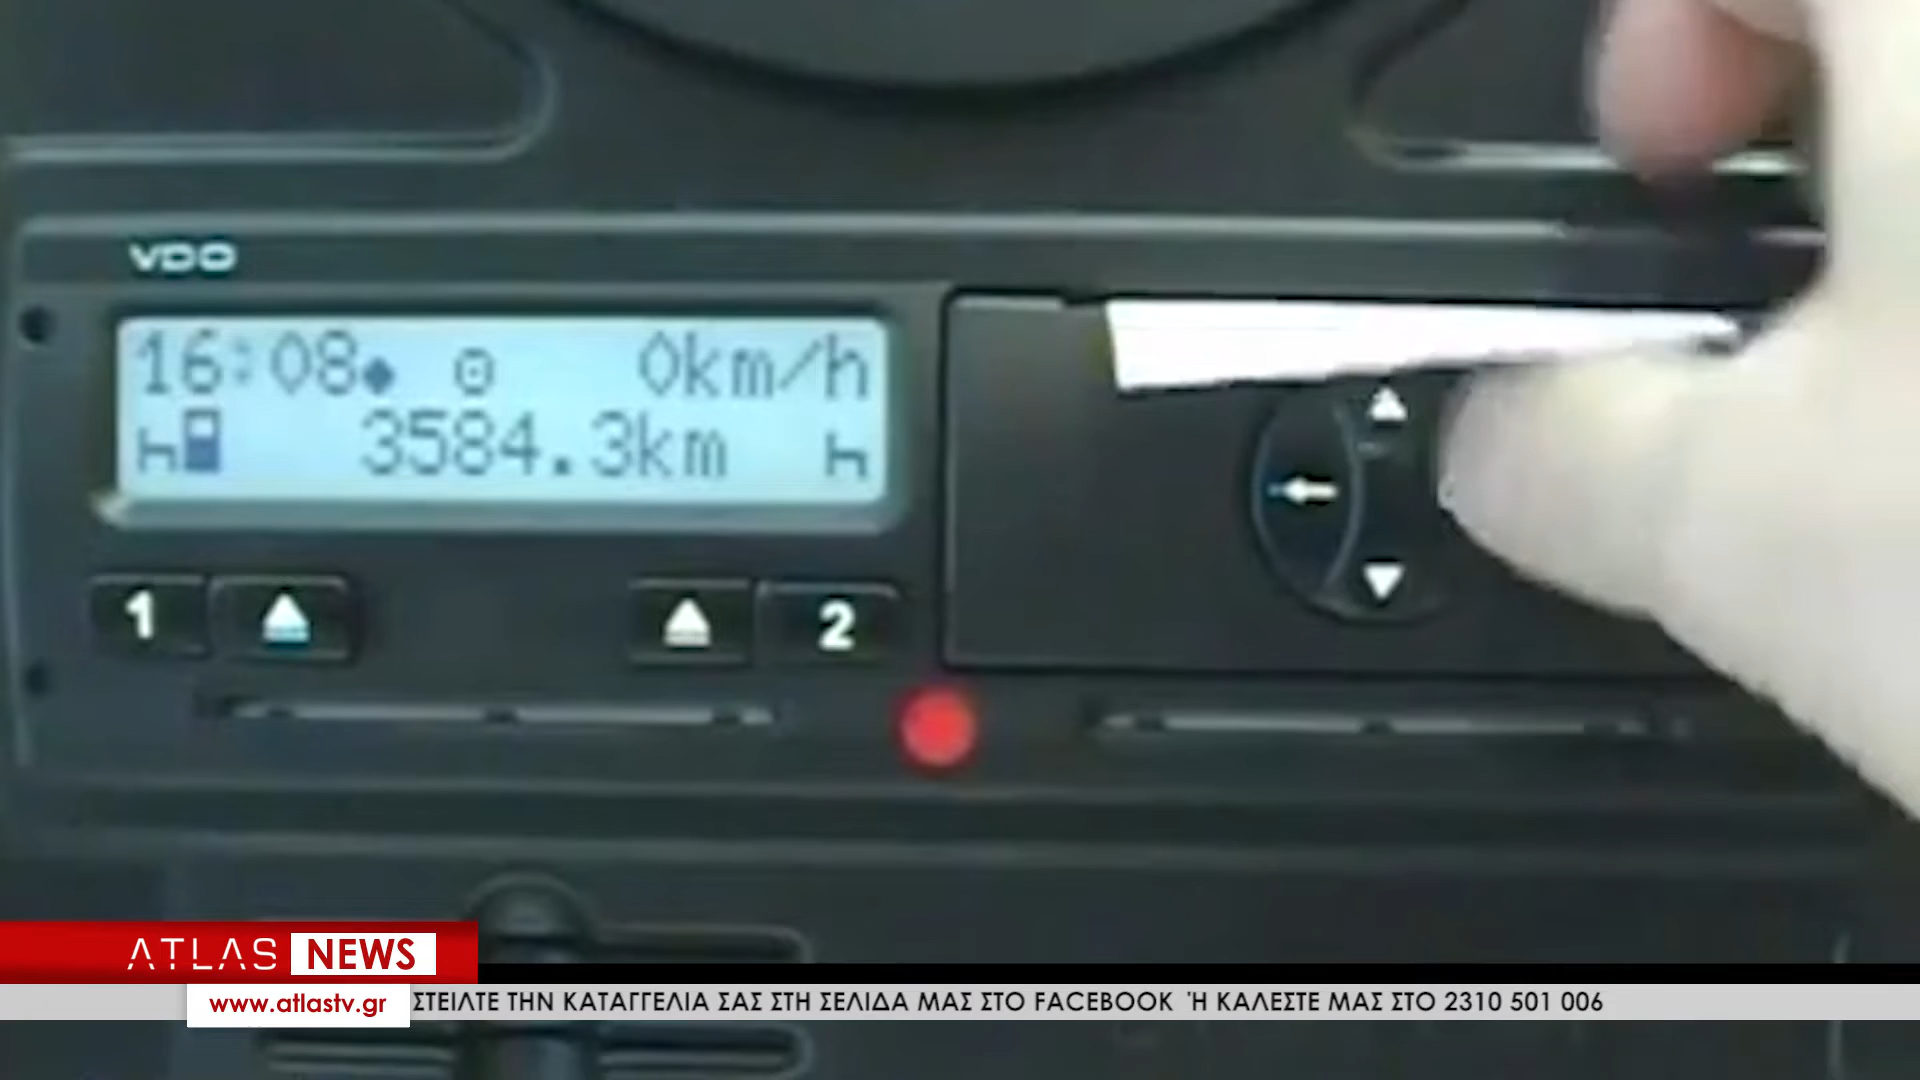 VDO
16:08 0km/h
3584.3km
1
2
ATLAS NEWS
www.atlastv.gr
ΣΤΕΙΛΤΕ ΤΗΝ ΚΑΤΑΓΓΕΛΙΑ ΣΑΣ ΣΤΗ ΣΕΛΙΔΑ ΜΑΣ ΣΤΟ FACEBOOK Ή ΚΑΛΕΣΤΕ ΜΑΣ ΣΤΟ 2310 501 006